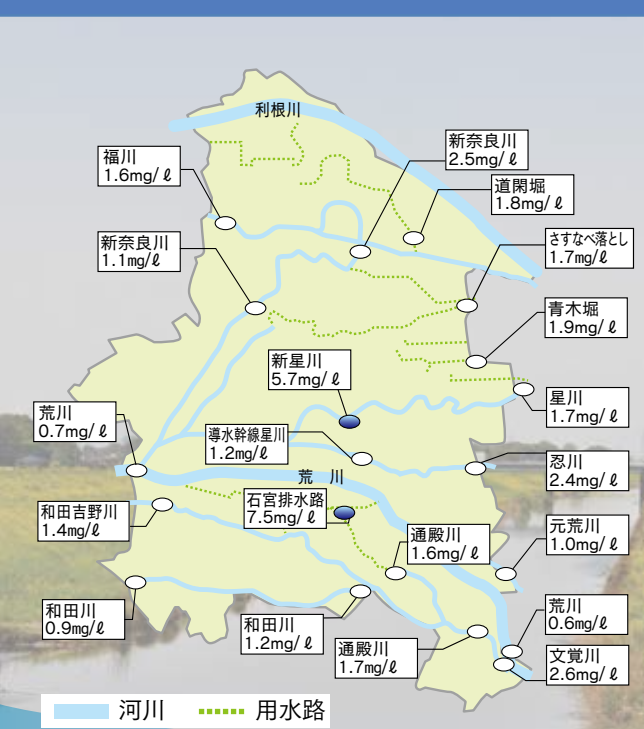 利根川
福川
1.6mg/ℓ
新奈良川
2.5mg/ℓ
道閑堀
1.8mg/ℓ
新奈良川
1.1mg/ℓ
さすなべ落とし
1.7mg/ℓ
青木堀
1.9mg/ℓ
新星川
5.7mg/ℓ
星川
1.7mg/ℓ
荒川
0.7mg/ℓ
導水幹線星川
1.2mg/ℓ
忍川
2.4mg/ℓ
荒 川
和田吉野川
1.4mg/ℓ
石宮排水路
7.5mg/ℓ
通殿川
1.6mg/ℓ
元荒川
1.0mg/ℓ
和田川
0.9mg/ℓ
和田川
1.2mg/ℓ
通殿川
1.7mg/ℓ
荒川
0.6mg/ℓ
文覚川
2.6mg/ℓ
河川 用水路